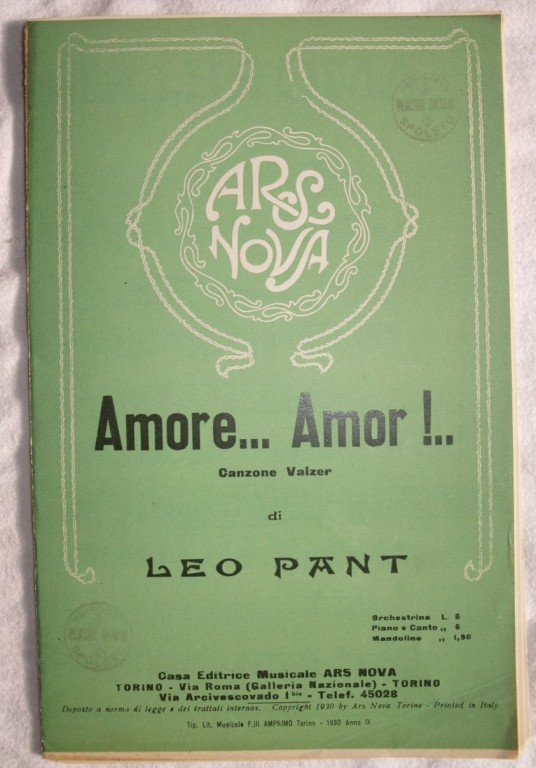 ARS
NOVA
SPOLETO
Amore... Amor !..
Canzone Valzer
di
LEO PANT
Orchestrina L. 6
Piano e Canto „ 6
Mandolino „ 1,50
Casa Editrice Musicale ARS NOVA
TORINO - Via Roma (Galleria Nazionale) - TORINO
Via Arcivescovado 1 bis - Telef. 45028
Deposto a norma di legge e dei trattati internaz. - Copyright 1930 by Ars Nova Torino - Printed in Italy
Tip. Lit. Musicale F.lli AMPRIMO Torino - 1930 Anno IX